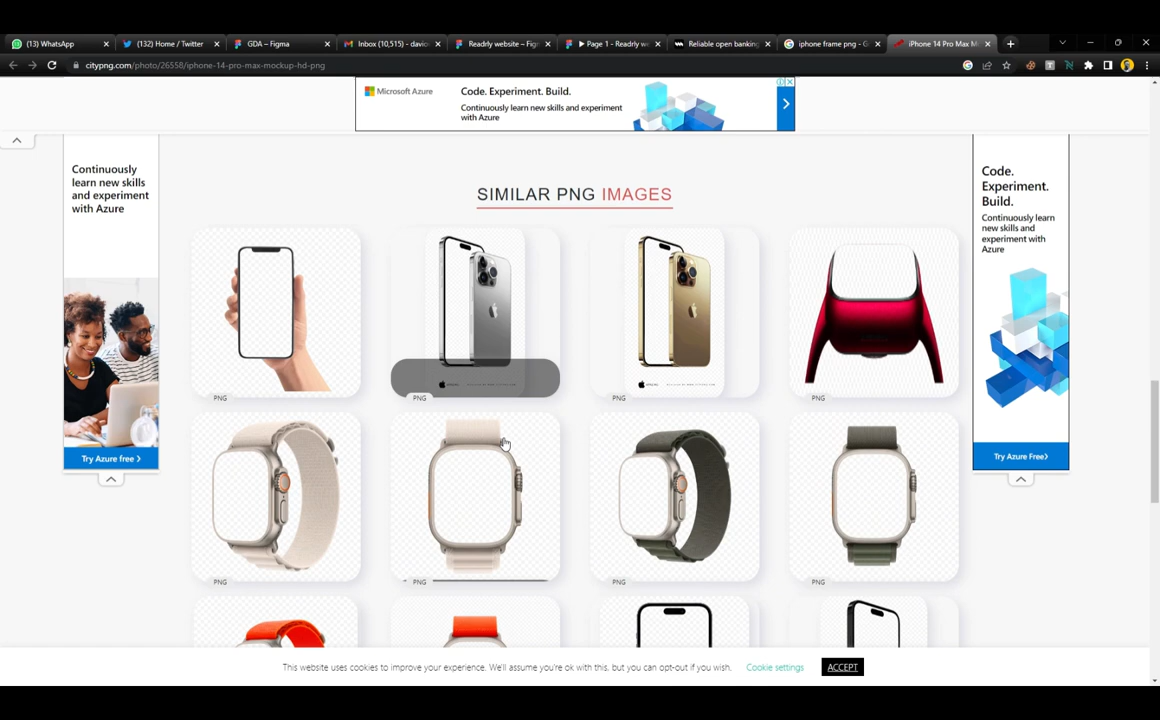 (13) WhatsApp
(132) Home / Twitter
GDA – Figma
Inbox (10,515) - davic
Readrly website – Fig
Page 1 - Readrly w
Reliable open banking
iphone frame png - G
iPhone 14 Pro Max M
citypng.com/photo/26558/iphone-14-pro-max-mockup-hd-png
Microsoft Azure
Code. Experiment. Build.
Continuously learn new skills and experiment
with Azure
Continuously
learn new skills
and experiment
with Azure
Try Azure free
SIMILAR PNG IMAGES
Code.
Experiment.
Build.
Continuously learn
new skills and
experiment with
Azure
Try Azure Free
PNG
PNG
PNG
PNG
PNG
PNG
PNG
PNG
This website uses cookies to improve your experience. We'll assume you're ok with this, but you can opt-out if you wish.
Cookie settings
ACCEPT